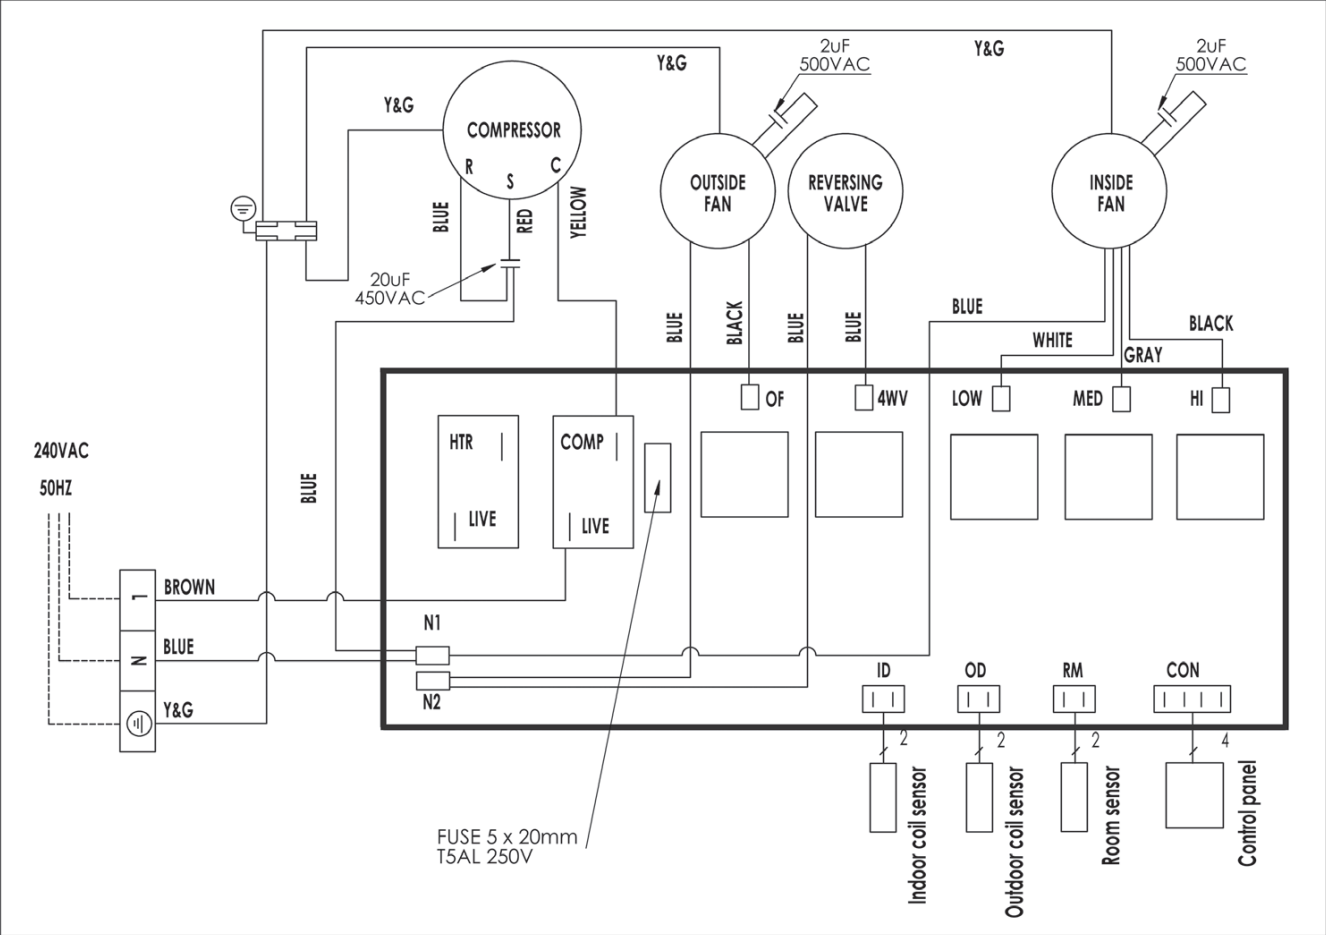 2uF
500VAC
Y&G
2uF
500VAC
Y&G
Y&G
COMPRESSOR
R
S
C
OUTSIDE
FAN
REVERSING
VALVE
INSIDE
FAN
BLUE
RED
YELLOW
20uF
450VAC
BLUE
BLACK
BLUE
BLUE
BLUE
WHITE
GRAY
BLACK
OF
4WV
LOW
MED
HI
240VAC
50HZ
BLUE
HTR
LIVE
COMP
LIVE
L
BROWN
N
BLUE
Y&G
N1
N2
ID
OD
RM
CON
2
2
2
4
Indoor coil sensor
Outdoor coil sensor
Room sensor
Control panel
FUSE 5 x 20mm
T5AL 250V